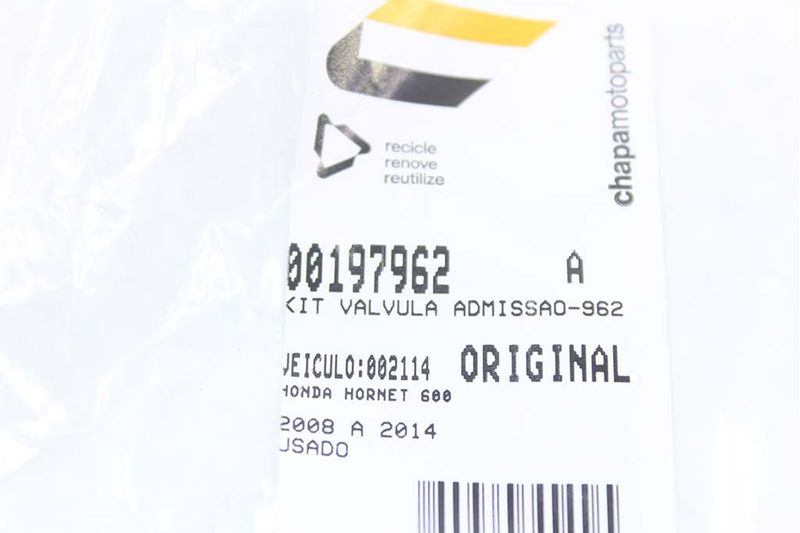 recicle
renove
reutilize
chapamotoparts
00197962 A
KIT VALVULA ADMISSAO-962
VEICULO:002114 ORIGINAL
HONDA HORNET 600
2008 A 2014
USADO